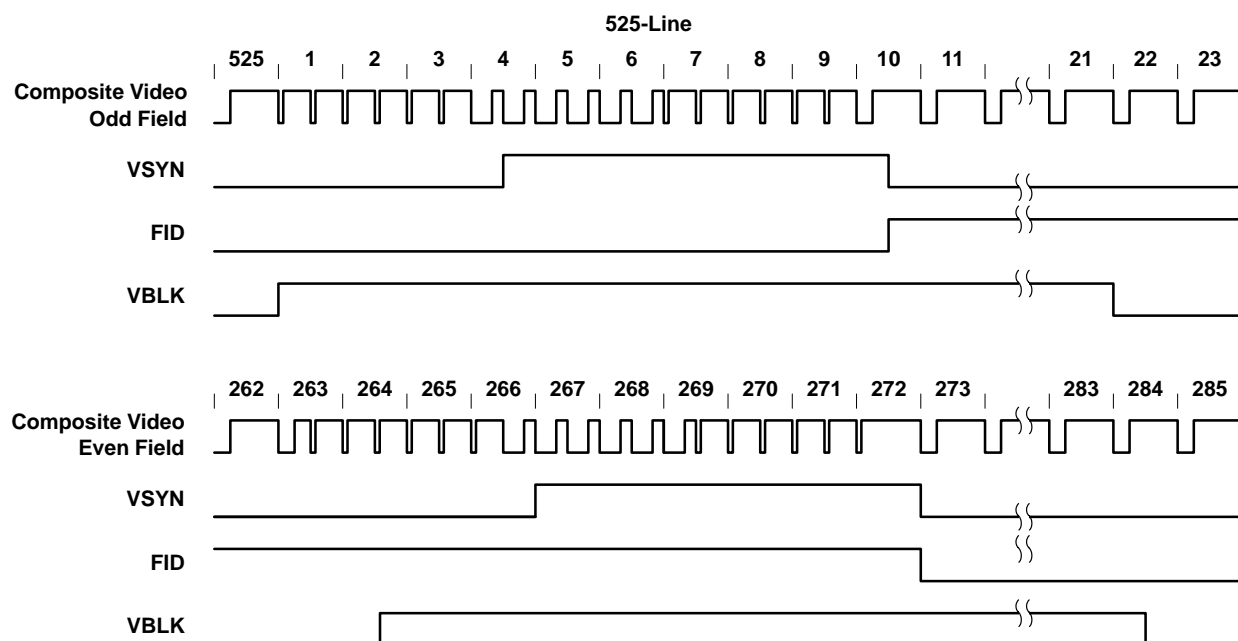 525-Line
525 1 2 3 4 5 6 7 8 9 10 11 21 22 23
Composite Video
Odd Field
VSYN
FID
VBLK
262 263 264 265 266 267 268 269 270 271 272 273 283 284 285
Composite Video
Even Field
VSYN
FID
VBLK